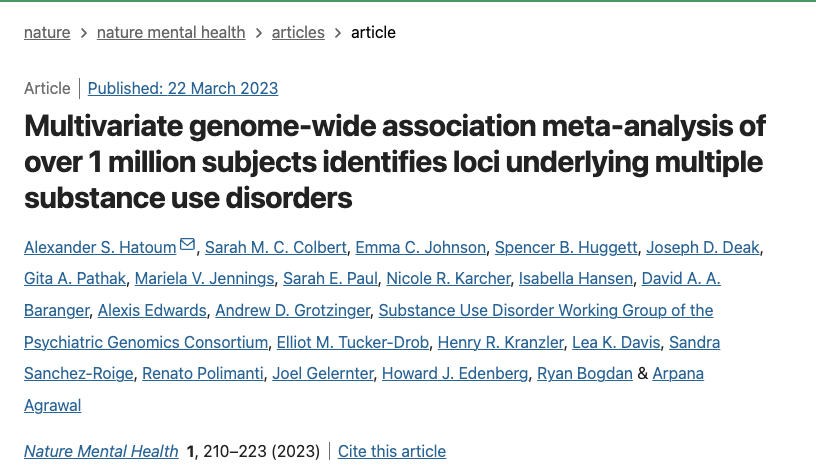 nature > nature mental health > articles > article
Article | Published: 22 March 2023
Multivariate genome-wide association meta-analysis of
over 1 million subjects identifies loci underlying multiple
substance use disorders
Alexander S. Hatoum, Sarah M. C. Colbert, Emma C. Johnson, Spencer B. Huggett, Joseph D. Deak,
Gita A. Pathak, Mariela V. Jennings, Sarah E. Paul, Nicole R. Karcher, Isabella Hansen, David A. A.
Baranger, Alexis Edwards, Andrew D. Grotzinger, Substance Use Disorder Working Group of the
Psychiatric Genomics Consortium, Elliot M. Tucker-Drob, Henry R. Kranzler, Lea K. Davis, Sandra
Sanchez-Roige, Renato Polimanti, Joel Gelernter, Howard J. Edenberg, Ryan Bogdan & Arpana
Agrawal
Nature Mental Health 1, 210–223 (2023) | Cite this article